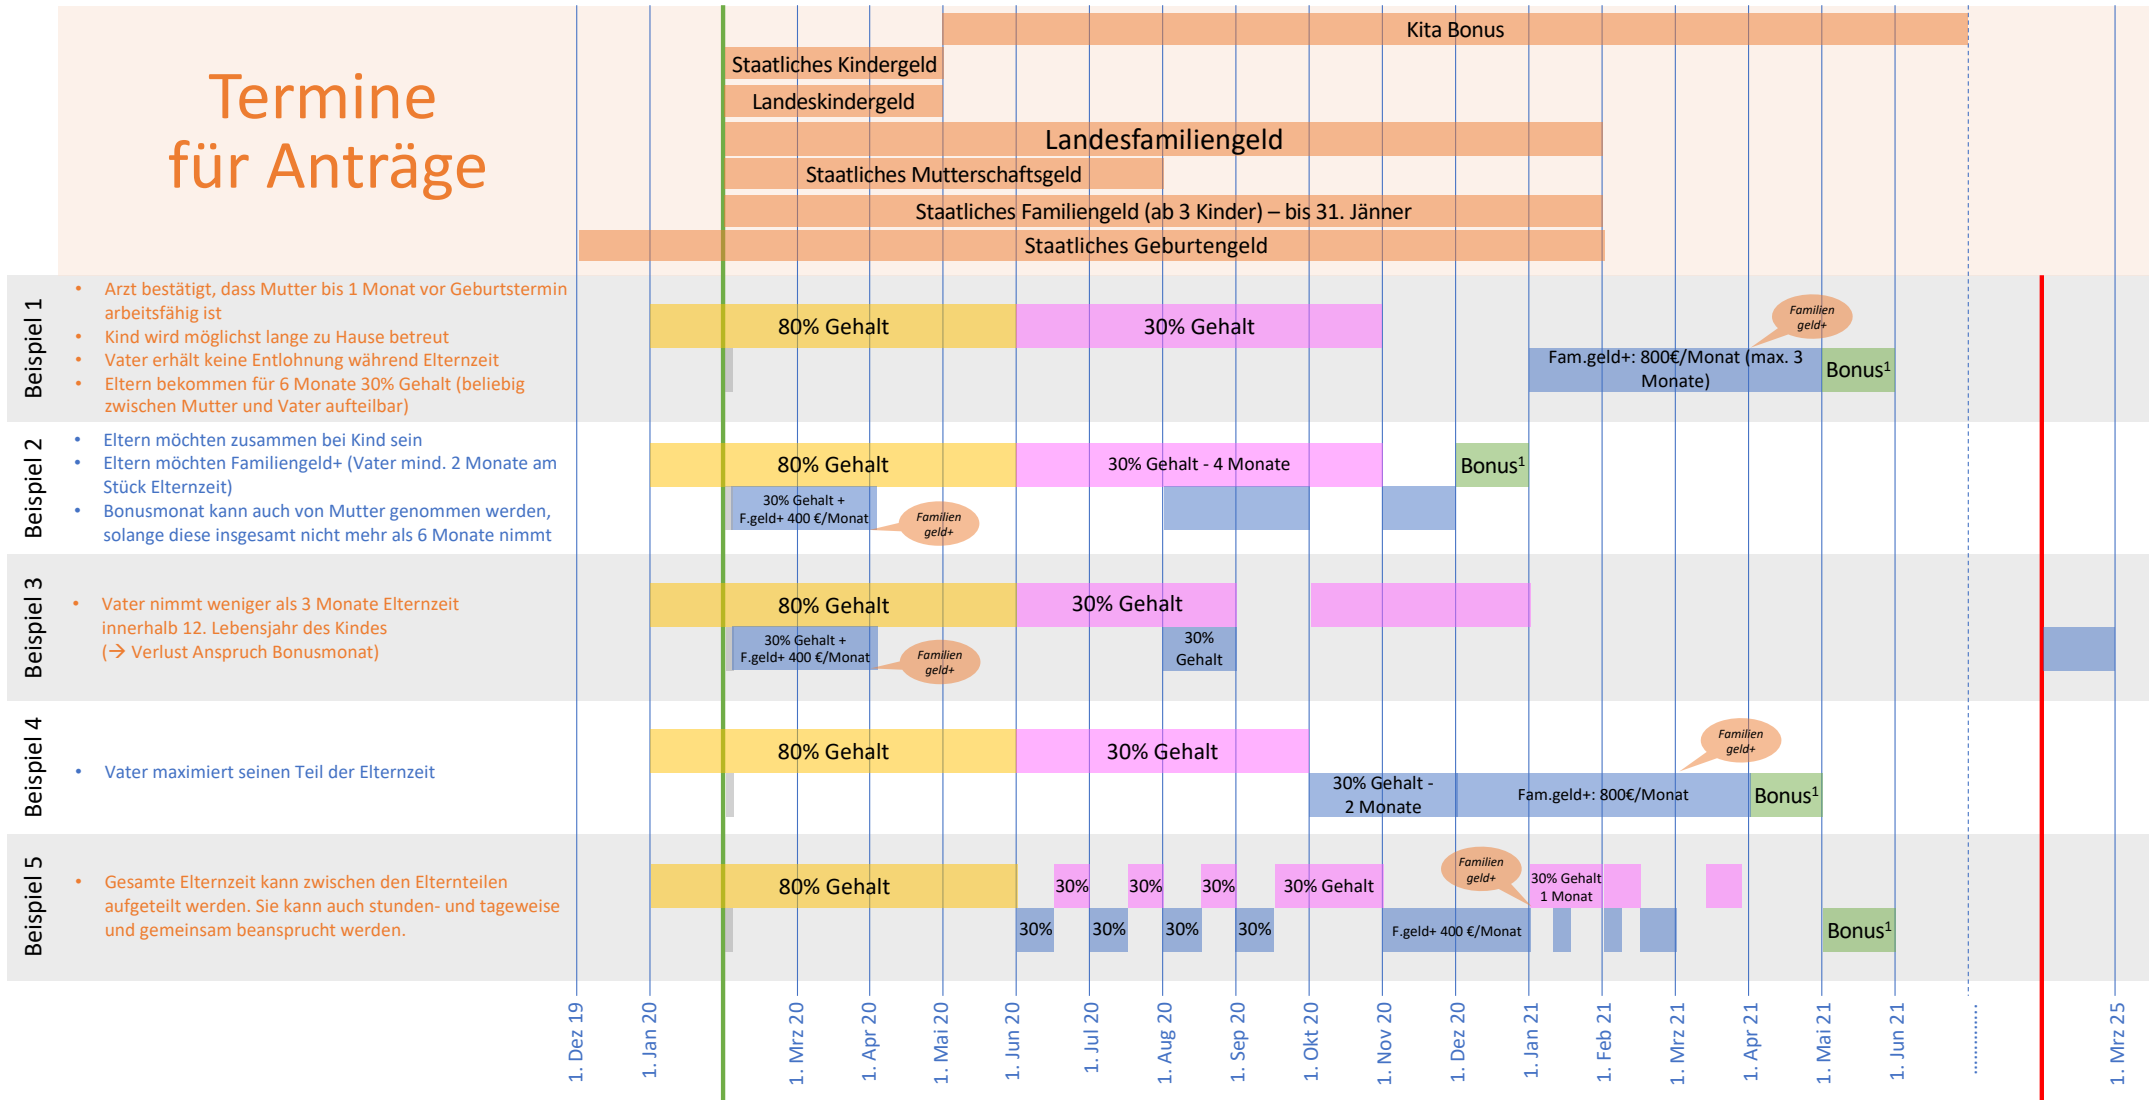 Termine
für Anträge
Kita Bonus
Staatliches Kindergeld
Landeskindergeld
Landesfamiliengeld
Staatliches Mutterschaftsgeld
Staatliches Familiengeld (ab 3 Kinder) – bis 31. Jänner
Staatliches Geburtengeld
Beispiel 1
• Arzt bestätigt, dass Mutter bis 1 Monat vor Geburtstermin
arbeitsfähig ist
• Kind wird möglichst lange zu Hause betreut
• Vater erhält keine Entlohnung während Elternzeit
• Eltern bekommen für 6 Monate 30% Gehalt (beliebig
zwischen Mutter und Vater aufteilbar)
80% Gehalt
30% Gehalt
Familien
geld+
Fam.geld+: 800€/Monat (max. 3
Monate)
Bonus¹
Beispiel 2
• Eltern möchten zusammen bei Kind sein
• Eltern möchten Familiengeld+ (Vater mind. 2 Monate am
Stück Elternzeit)
• Bonusmonat kann auch von Mutter genommen werden,
solange diese insgesamt nicht mehr als 6 Monate nimmt
80% Gehalt
30% Gehalt - 4 Monate
Bonus¹
30% Gehalt +
F.geld+ 400 €/Monat
Familien
geld+
Beispiel 3
• Vater nimmt weniger als 3 Monate Elternzeit
innerhalb 12. Lebensjahr des Kindes
(→ Verlust Anspruch Bonusmonat)
80% Gehalt
30% Gehalt
30% Gehalt +
F.geld+ 400 €/Monat
Familien
geld+
30%
Gehalt
Beispiel 4
• Vater maximiert seinen Teil der Elternzeit
80% Gehalt
30% Gehalt
Familien
geld+
30% Gehalt -
2 Monate
Fam.geld+: 800€/Monat
Bonus¹
Beispiel 5
• Gesamte Elternzeit kann zwischen den Elternteilen
aufgeteilt werden. Sie kann auch stunden- und tageweise
und gemeinsam beansprucht werden.
80% Gehalt
30%
30%
30%
30% Gehalt
Familien
geld+
30% Gehalt
1 Monat
30%
30%
30%
30%
F.geld+ 400 €/Monat
Bonus¹
1. Dez 19
1. Jan 20
1. Mrz 20
1. Apr 20
1. Mai 20
1. Jun 20
1. Jul 20
1. Aug 20
1. Sep 20
1. Okt 20
1. Nov 20
1. Dez 20
1. Jan 21
1. Feb 21
1. Mrz 21
1. Apr 21
1. Mai 21
1. Jun 21
..........
1. Mrz 25